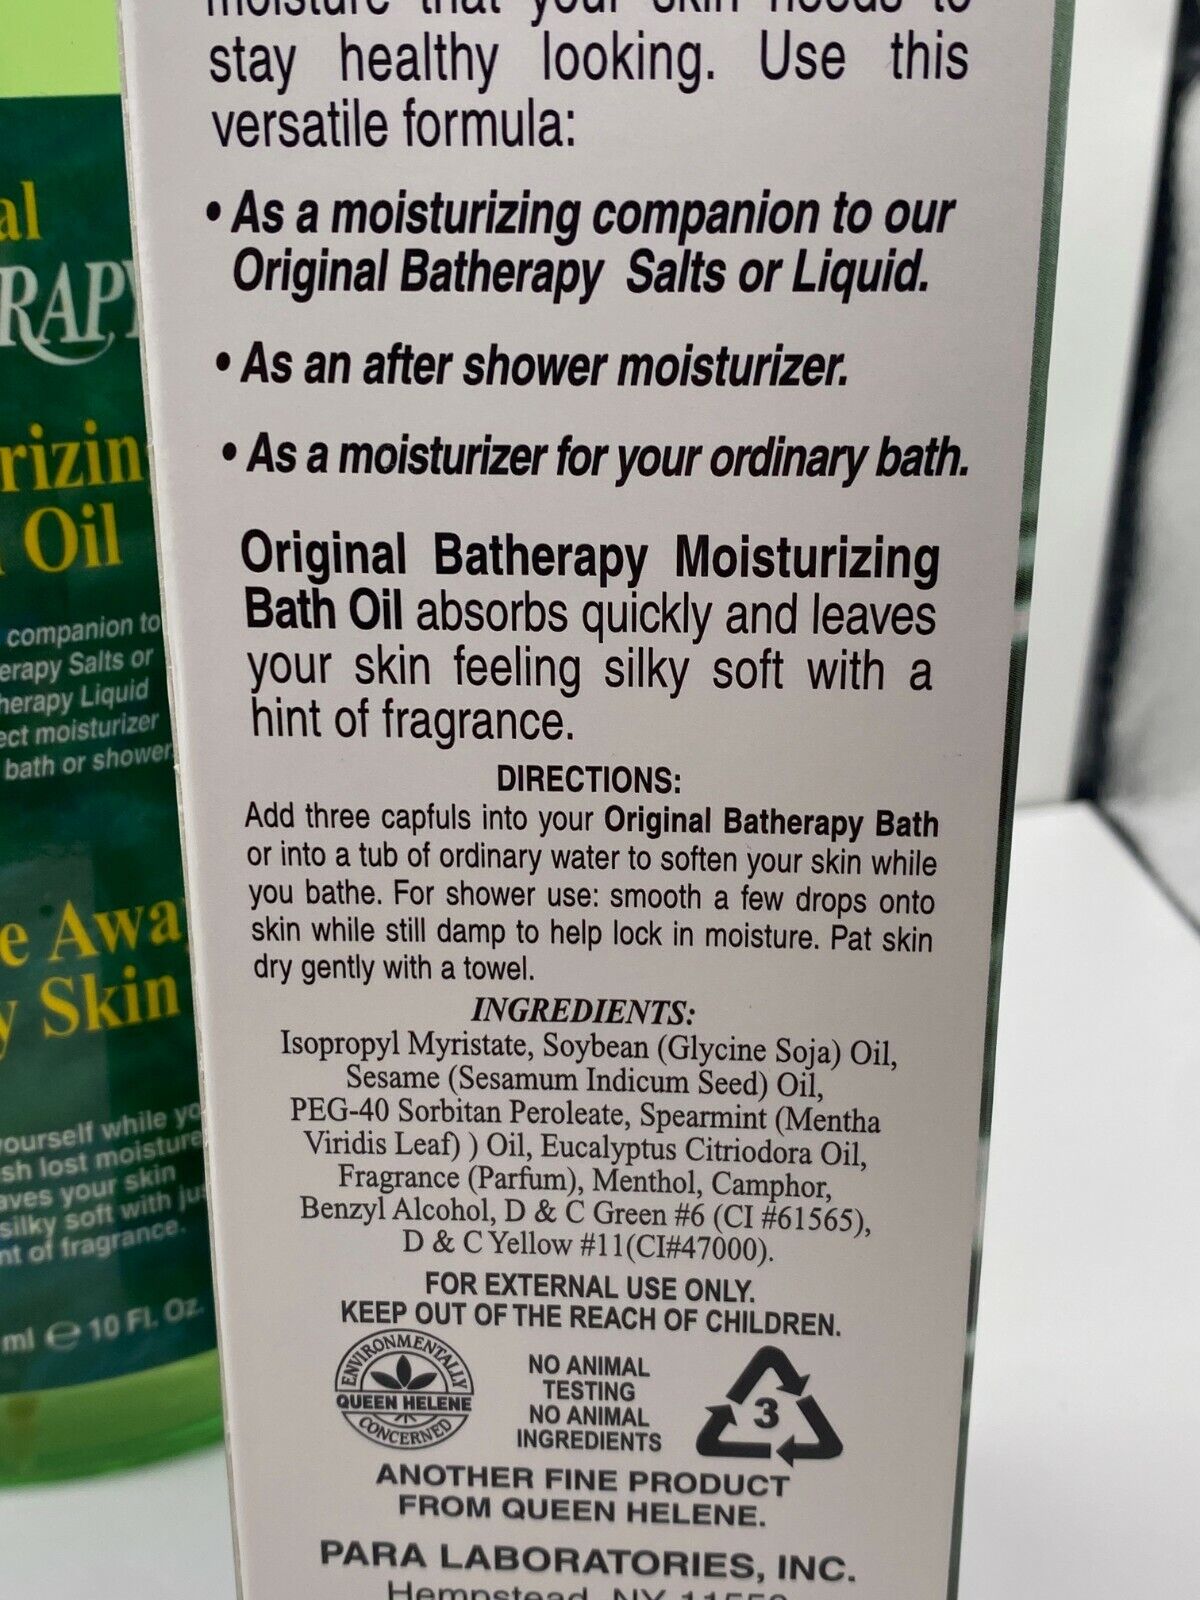 moisture that your skin needs to
stay healthy looking. Use this
versatile formula:
• As a moisturizing companion to our
Original Batherapy Salts or Liquid.
• As an after shower moisturizer.
• As a moisturizer for your ordinary bath.
Original Batherapy Moisturizing
Bath Oil absorbs quickly and leaves
your skin feeling silky soft with a
hint of fragrance.
DIRECTIONS:
Add three capfuls into your Original Batherapy Bath
or into a tub of ordinary water to soften your skin while
you bathe. For shower use: smooth a few drops onto
skin while still damp to help lock in moisture. Pat skin
dry gently with a towel.
INGREDIENTS:
Isopropyl Myristate, Soybean (Glycine Soja) Oil,
Sesame (Sesamum Indicum Seed) Oil,
PEG-40 Sorbitan Peroleate, Spearmint (Mentha
Viridis Leaf) ) Oil, Eucalyptus Citriodora Oil,
Fragrance (Parfum), Menthol, Camphor,
Benzyl Alcohol, D & C Green #6 (CI #61565),
D & C Yellow #11(CI#47000).
FOR EXTERNAL USE ONLY.
KEEP OUT OF THE REACH OF CHILDREN.
ENVIRONMENTALLY
QUEEN HELENE
CONCERNED
NO ANIMAL
TESTING
NO ANIMAL
INGREDIENTS
3
ANOTHER FINE PRODUCT
FROM QUEEN HELENE.
PARA LABORATORIES, INC.
Hempstead, NY
al
RAPY
rizin
Oil
companion to
erapy Salts or
herapy Liquid
ect moisturizer
bath or shower
e Awa
y Skin
ourself while yo
sh lost moisture
aves your skin
silky soft with jus
nt of fragrance.
ml e 10 Fl. Oz.